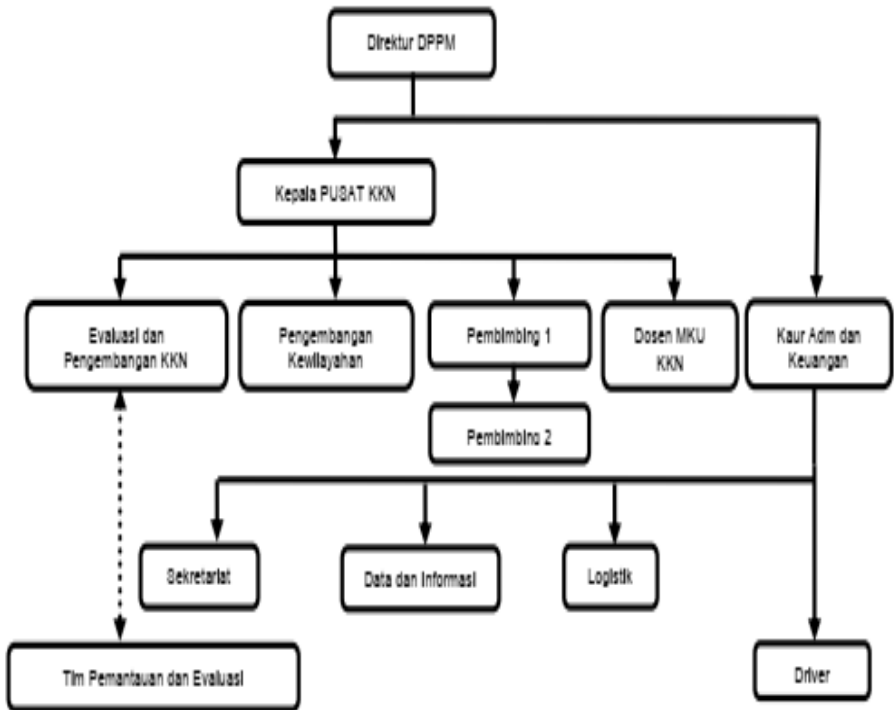 Direktur DPPM
Kepala PUSAT KKN
Evaluasi dan
Pengembangan KKN
Pengembangan
Kewilayahan
Pembimbing 1
Dosen MKU
KKN
Kaur Adm dan
Keuangan
Pembimbing 2
Sekretariat
Data dan Informasi
Logistik
Tim Pemantauan dan Evaluasi
Driver